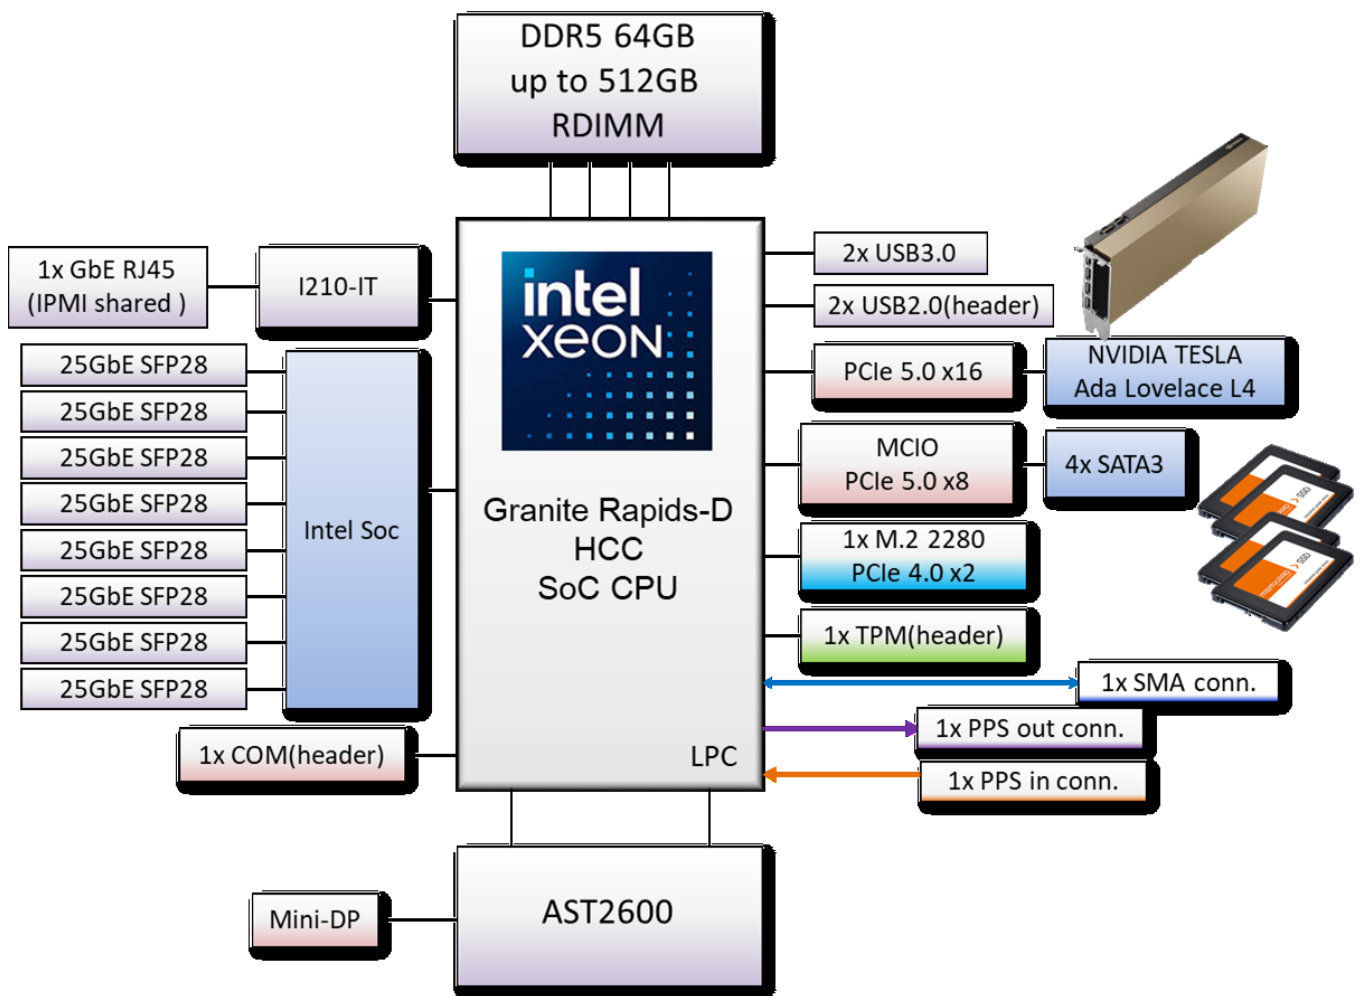 DDR5 64GB
up to 512GB
RDIMM
1x GbE RJ45
(IPMI shared )
I210-IT
25GbE SFP28
25GbE SFP28
25GbE SFP28
25GbE SFP28
25GbE SFP28
25GbE SFP28
25GbE SFP28
25GbE SFP28
Intel Soc
1x COM(header)
intel
xeon
Granite Rapids-D
HCC
SoC CPU
LPC
2x USB3.0
2x USB2.0(header)
PCIe 5.0 x16
NVIDIA TESLA
Ada Lovelace L4
MCIO
PCIe 5.0 x8
4x SATA3
SSD
SSD
1x M.2 2280
PCIe 4.0 x2
1x TPM(header)
1x SMA conn.
1x PPS out conn.
1x PPS in conn.
Mini-DP
AST2600